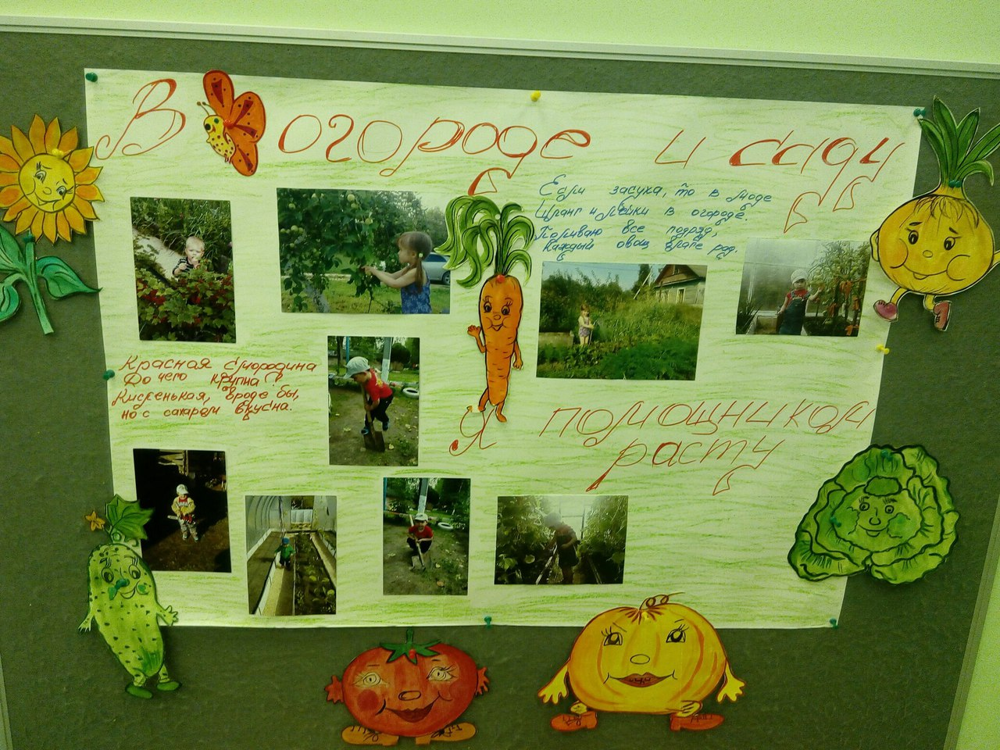 В огороде и саду
Если засуха, то в моде
Шланг и лейки в огороде.
Поливаю все подряд,
Каждый овощ влаге рад.
Красная смородина
До чего крупна!
Кисленькая, вроде бы,
но с сахаром вкусна.
Я помощником
расту